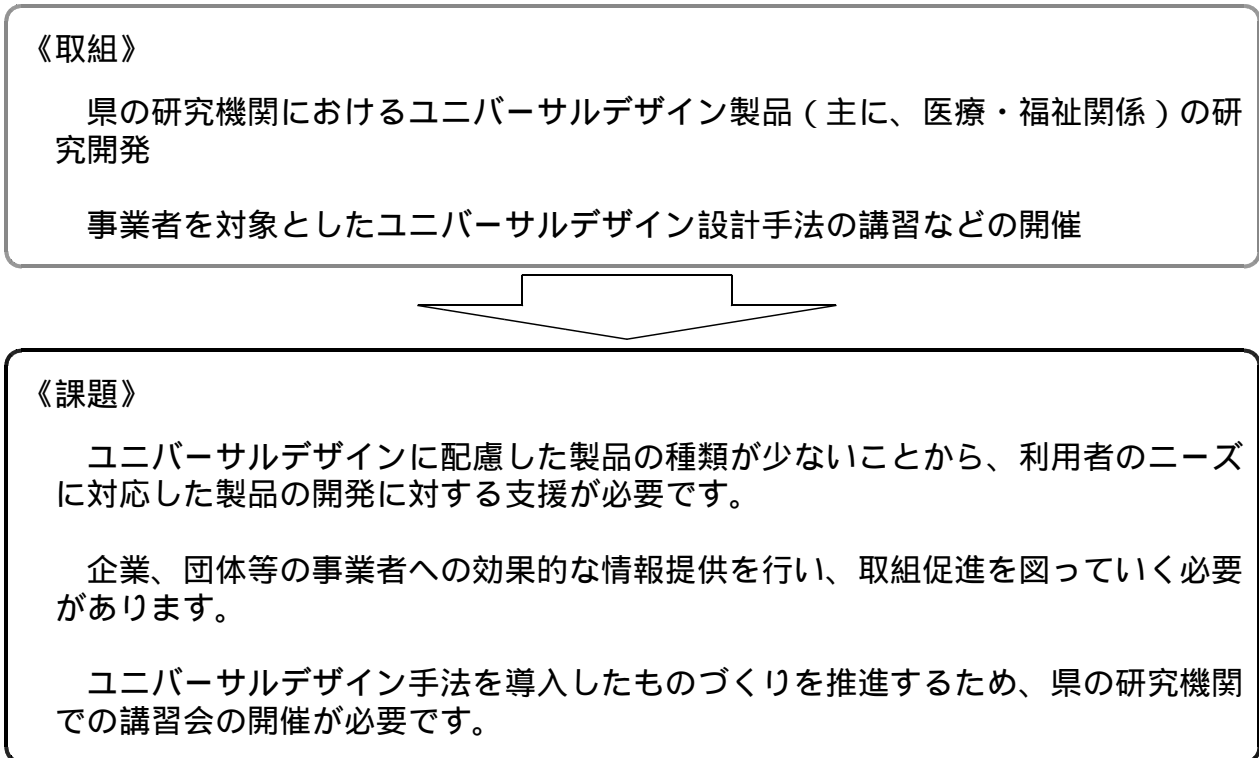 《取組》
県の研究機関におけるユニバーサルデザイン製品（主に、医療・福祉関係）の研
究開発
事業者を対象としたユニバーサルデザイン設計手法の講習などの開催
《課題》
ユニバーサルデザインに配慮した製品の種類が少ないことから、利用者のニーズ
に対応した製品の開発に対する支援が必要です。
企業、団体等の事業者への効果的な情報提供を行い、取組促進を図っていく必要
があります。
ユニバーサルデザイン手法を導入したものづくりを推進するため、県の研究機関
での講習会の開催が必要です。